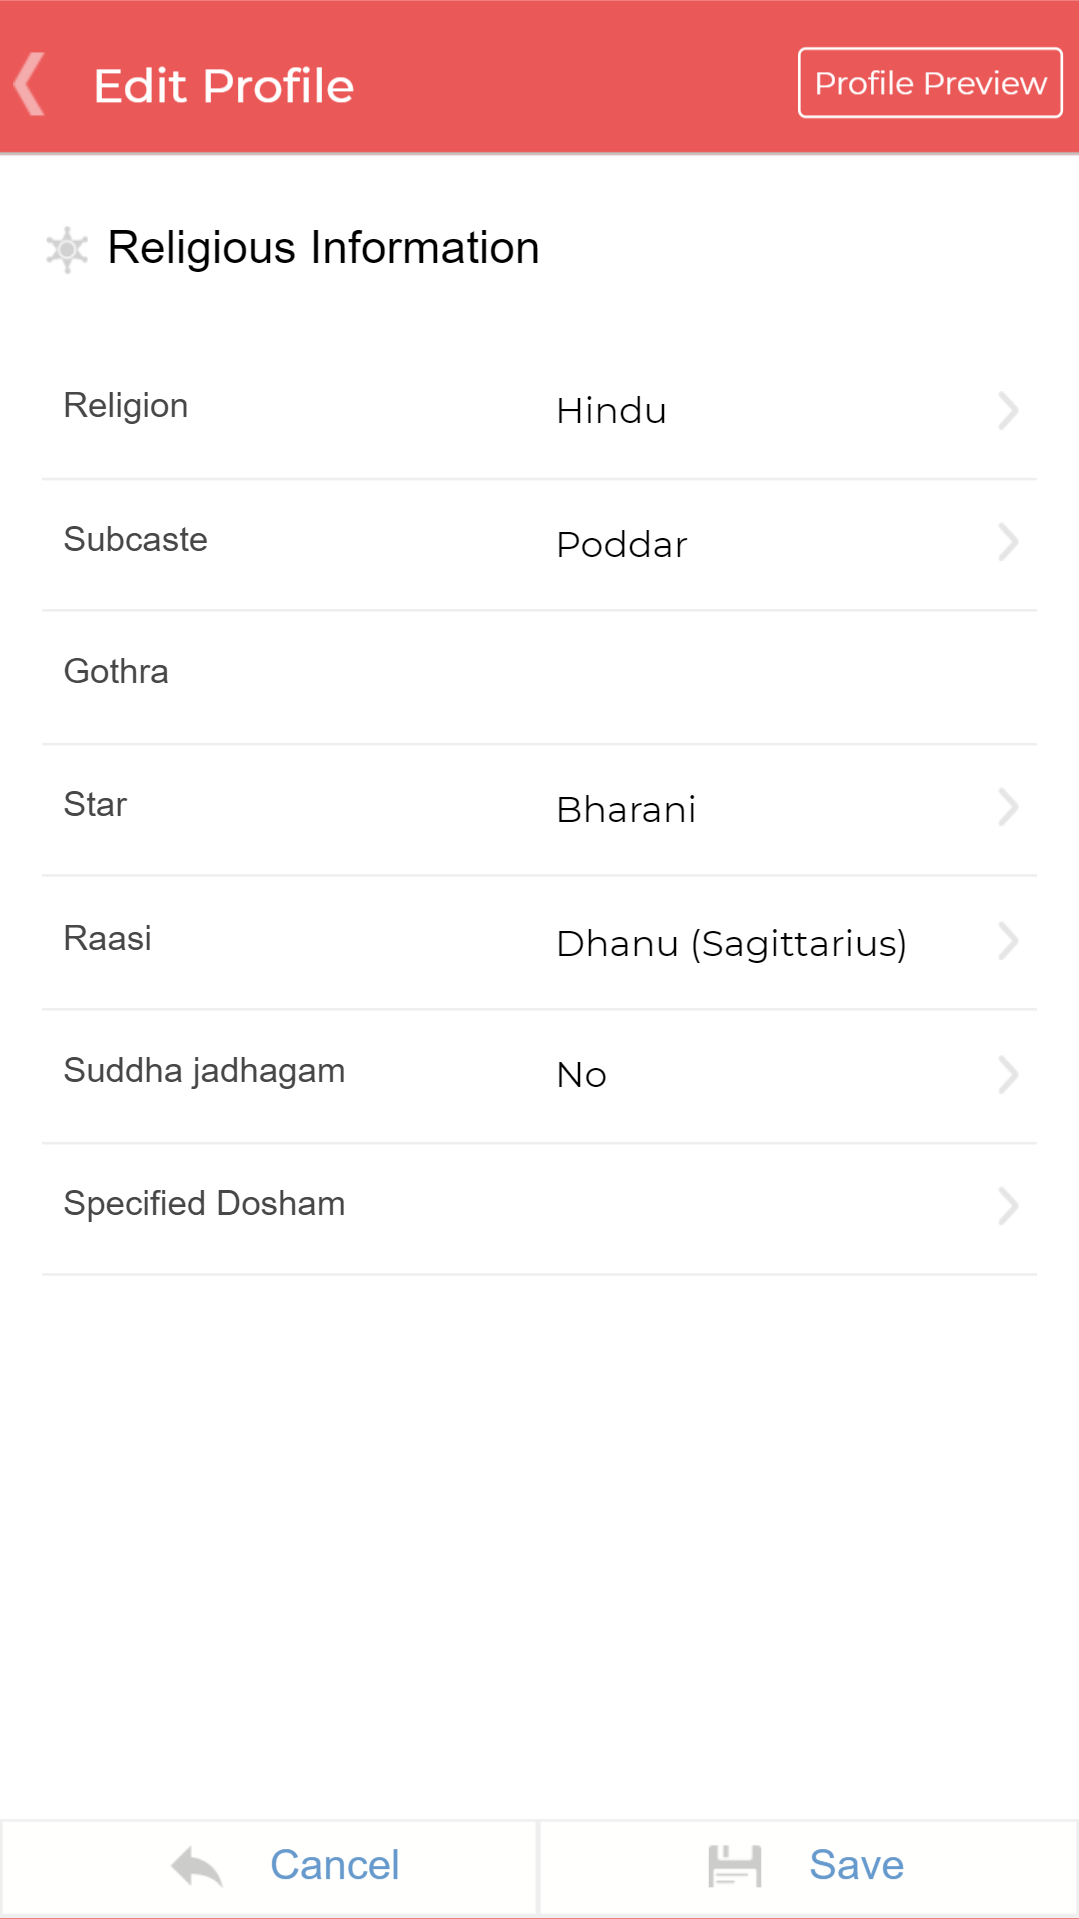 Edit Profile
Profile Preview
Religious Information
Religion
Hindu
Subcaste
Poddar
Gothra
Star
Bharani
Raasi
Dhanu (Sagittarius)
Suddha jadhagam
No
Specified Dosham
Cancel
Save